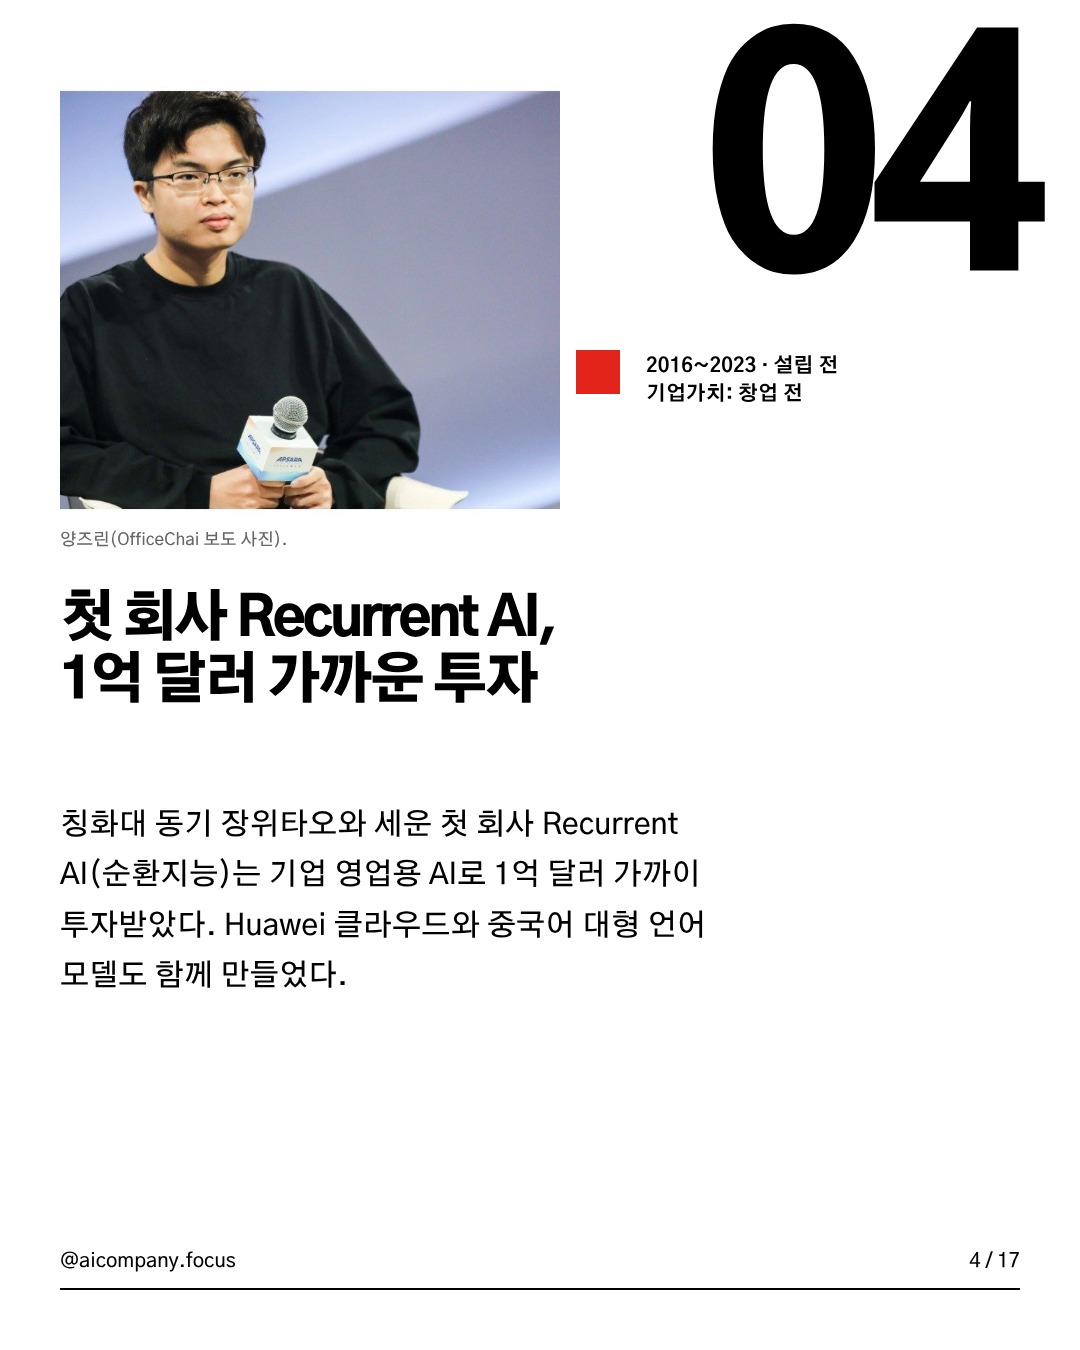 04
APSARA
APSARA
2016~2023 · 설립 전
기업가치: 창업 전
양즈린(OfficeChai 보도 사진).
첫 회사 Recurrent AI,
1억 달러 가까운 투자
칭화대 동기 장위타오와 세운 첫 회사 Recurrent
AI(순환지능)는 기업 영업용 AI로 1억 달러 가까이
투자받았다. Huawei 클라우드와 중국어 대형 언어
모델도 함께 만들었다.
@aicompany.focus
4 / 17